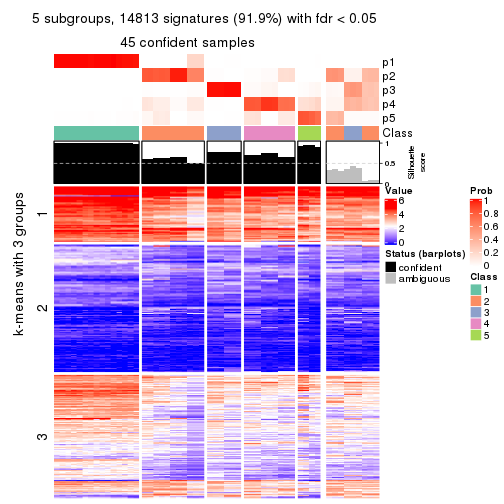 5 subgroups, 14813 signatures (91.9%) with fdr < 0.05
45 confident samples
p1
p2
p3
p4
p5
Class
1
0.5
0
Silhouette
score
k-means with 3 groups
1
2
3
Value
6
4
2
0
Status (barplots)
confident
ambiguous
Prob
1
0.8
0.6
0.4
0.2
0
Class
1
2
3
4
5